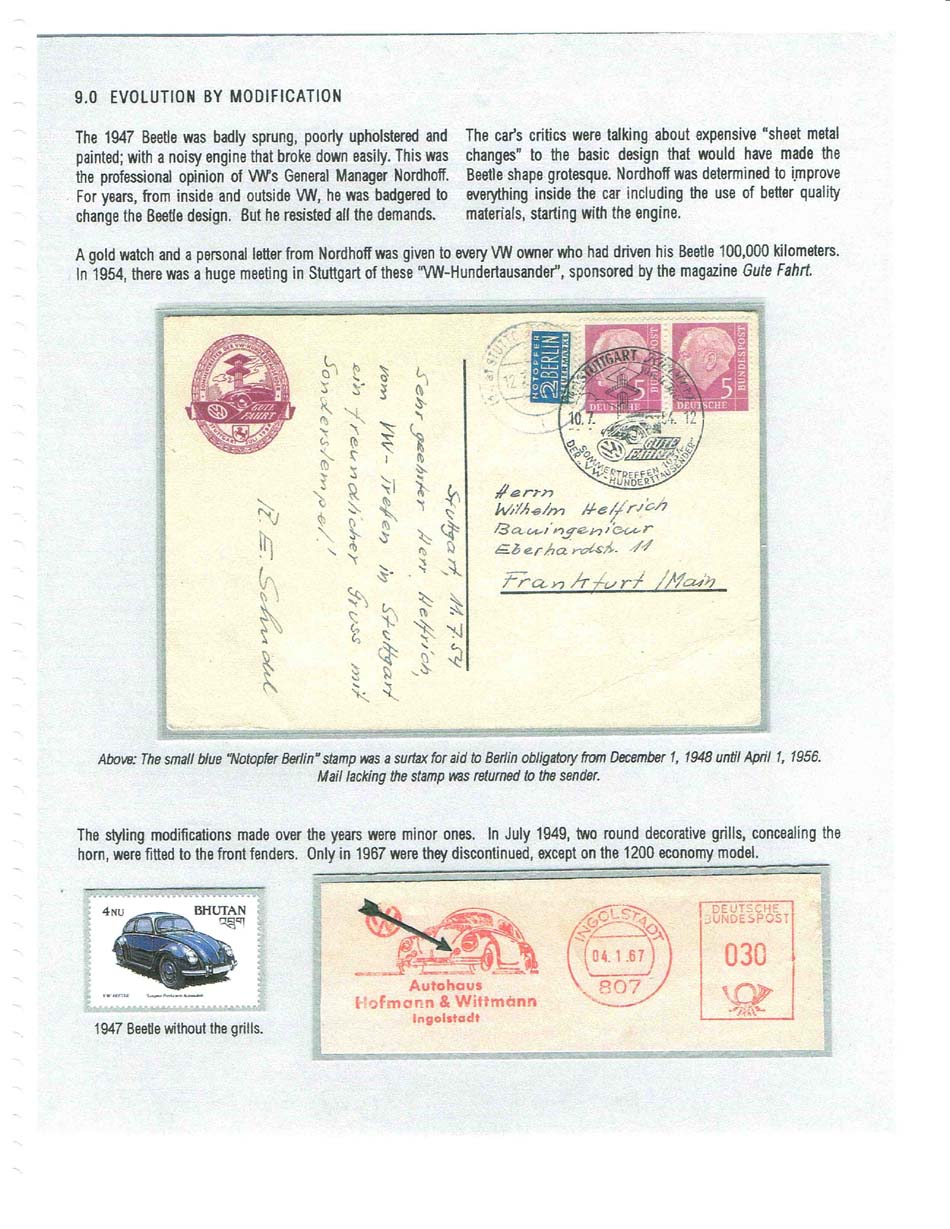 9.0 EVOLUTION BY MODIFICATION
The 1947 Beetle was badly sprung, poorly upholstered and
painted; with a noisy engine that broke down easily. This was
the professional opinion of VW's General Manager Nordhoff.
For years, from inside and outside VW, he was badgered to
change the Beetle design. But he resisted all the demands.
The car's critics were talking about expensive "sheet metal
changes" to the basic design that would have made the
Beetle shape grotesque. Nordhoff was determined to improve
everything inside the car including the use of better quality
materials, starting with the engine.
A gold watch and a personal letter from Nordhoff was given to every VW owner who had driven his Beetle 100,000 kilometers.
In 1954, there was a huge meeting in Stuttgart of these "VW-Hundertausander", sponsored by the magazine Gute Fahrt.
GUTE
FAHRT
Stuttgart, 11.7.54
Sehr geehrter Herr Helfrich,
vom VW-Treffen in Stuttgart
ein freundlicher Gruss mit
Sonderstempel!
NOTOPFER
2 BERLIN
STEUERMARKE
5
DEUTSCHE
BUNDESPOST
5
DEUTSCHE
BUNDESPOST
STUTTGART
10.7.
54. 12
GUTE
FAHRT
SOMMERTREFFEN 1954
DER "VW-HUNDERTTAUSENDER"
Herrn
Wilhelm Helfrich
Bauingenieur
Eberhardstr. 11
Frankfurt/Main
Above: The small blue "Notopfer Berlin" stamp was a surtax for aid to Berlin obligatory from December 1, 1948 until April 1, 1956.
Mail lacking the stamp was returned to the sender.
The styling modifications made over the years were minor ones. In July 1949, two round decorative grills, concealing the
horn, were fitted to the front fenders. Only in 1967 were they discontinued, except on the 1200 economy model.
4NU
BHUTAN
VW BEETLE
1947 Beetle without the grills.
VW
Autohaus
Hofmann & Wittmann
Ingolstadt
INGOLSTADT
04.1.67
807
DEUTSCHE
BUNDESPOST
030